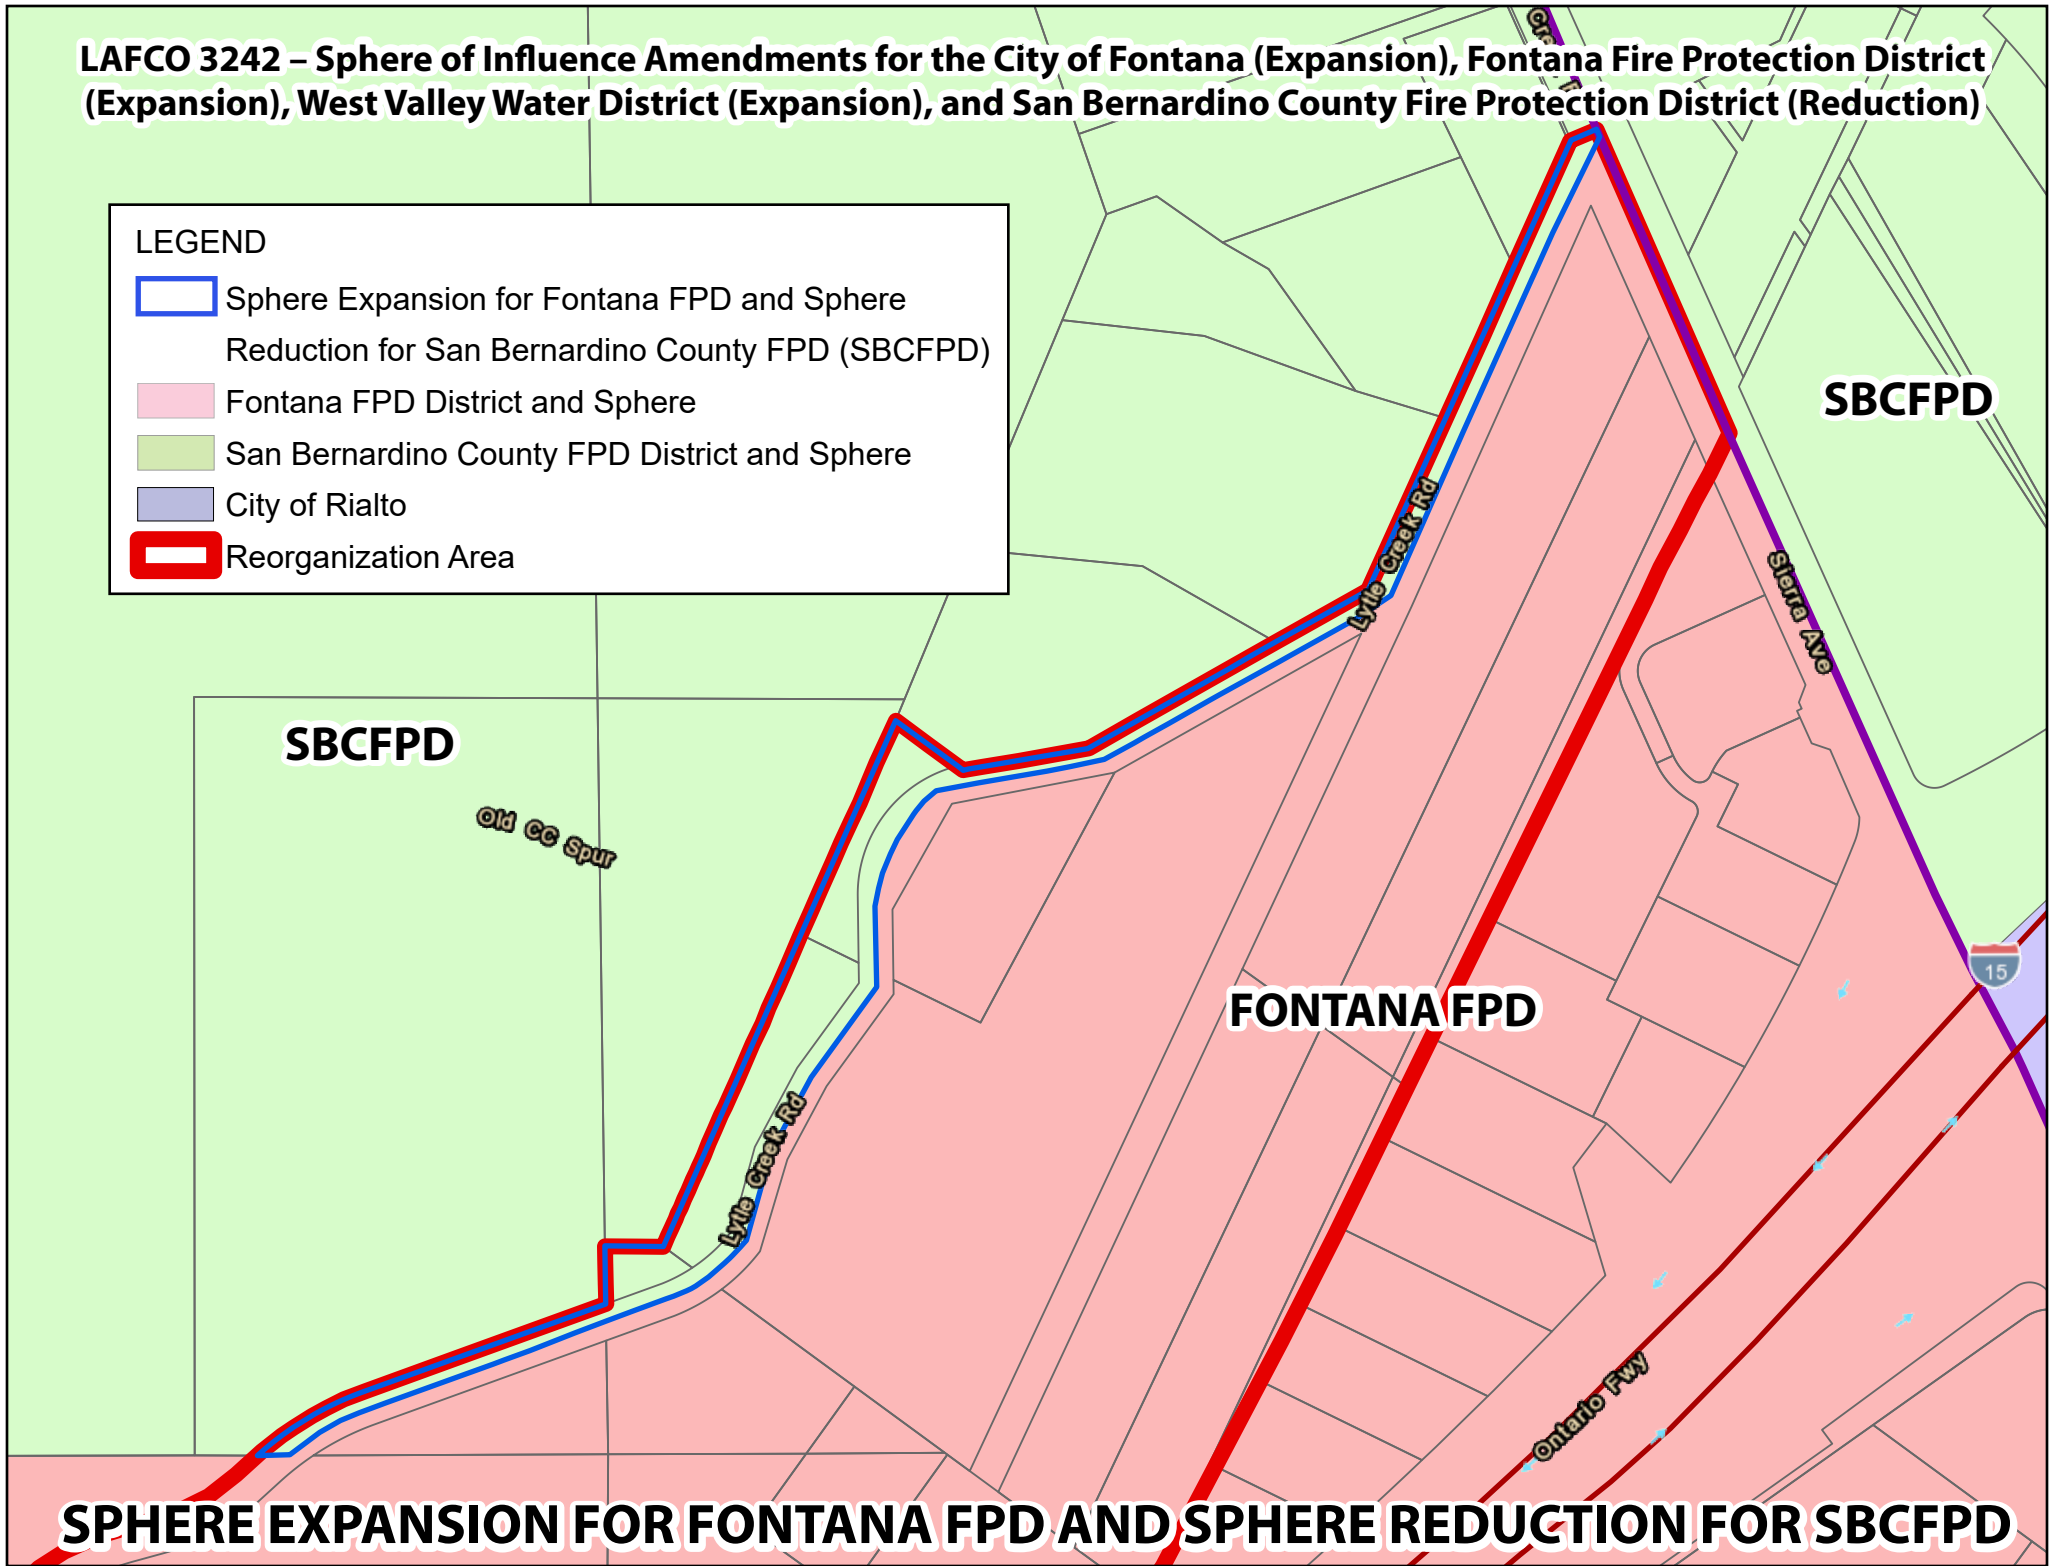 LAFCO 3242 – Sphere of Influence Amendments for the City of Fontana (Expansion), Fontana Fire Protection District
(Expansion), West Valley Water District (Expansion), and San Bernardino County Fire Protection District (Reduction)
LEGEND
Sphere Expansion for Fontana FPD and Sphere
Reduction for San Bernardino County FPD (SBCFPD)
Fontana FPD District and Sphere
San Bernardino County FPD District and Sphere
City of Rialto
Reorganization Area
SBCFPD
Lytle Creek Rd
Sierra Ave
SBCFPD
Old CC Spur
15
FONTANA FPD
Lytle Creek Rd
Ontario Fwy
SPHERE EXPANSION FOR FONTANA FPD AND SPHERE REDUCTION FOR SBCFPD